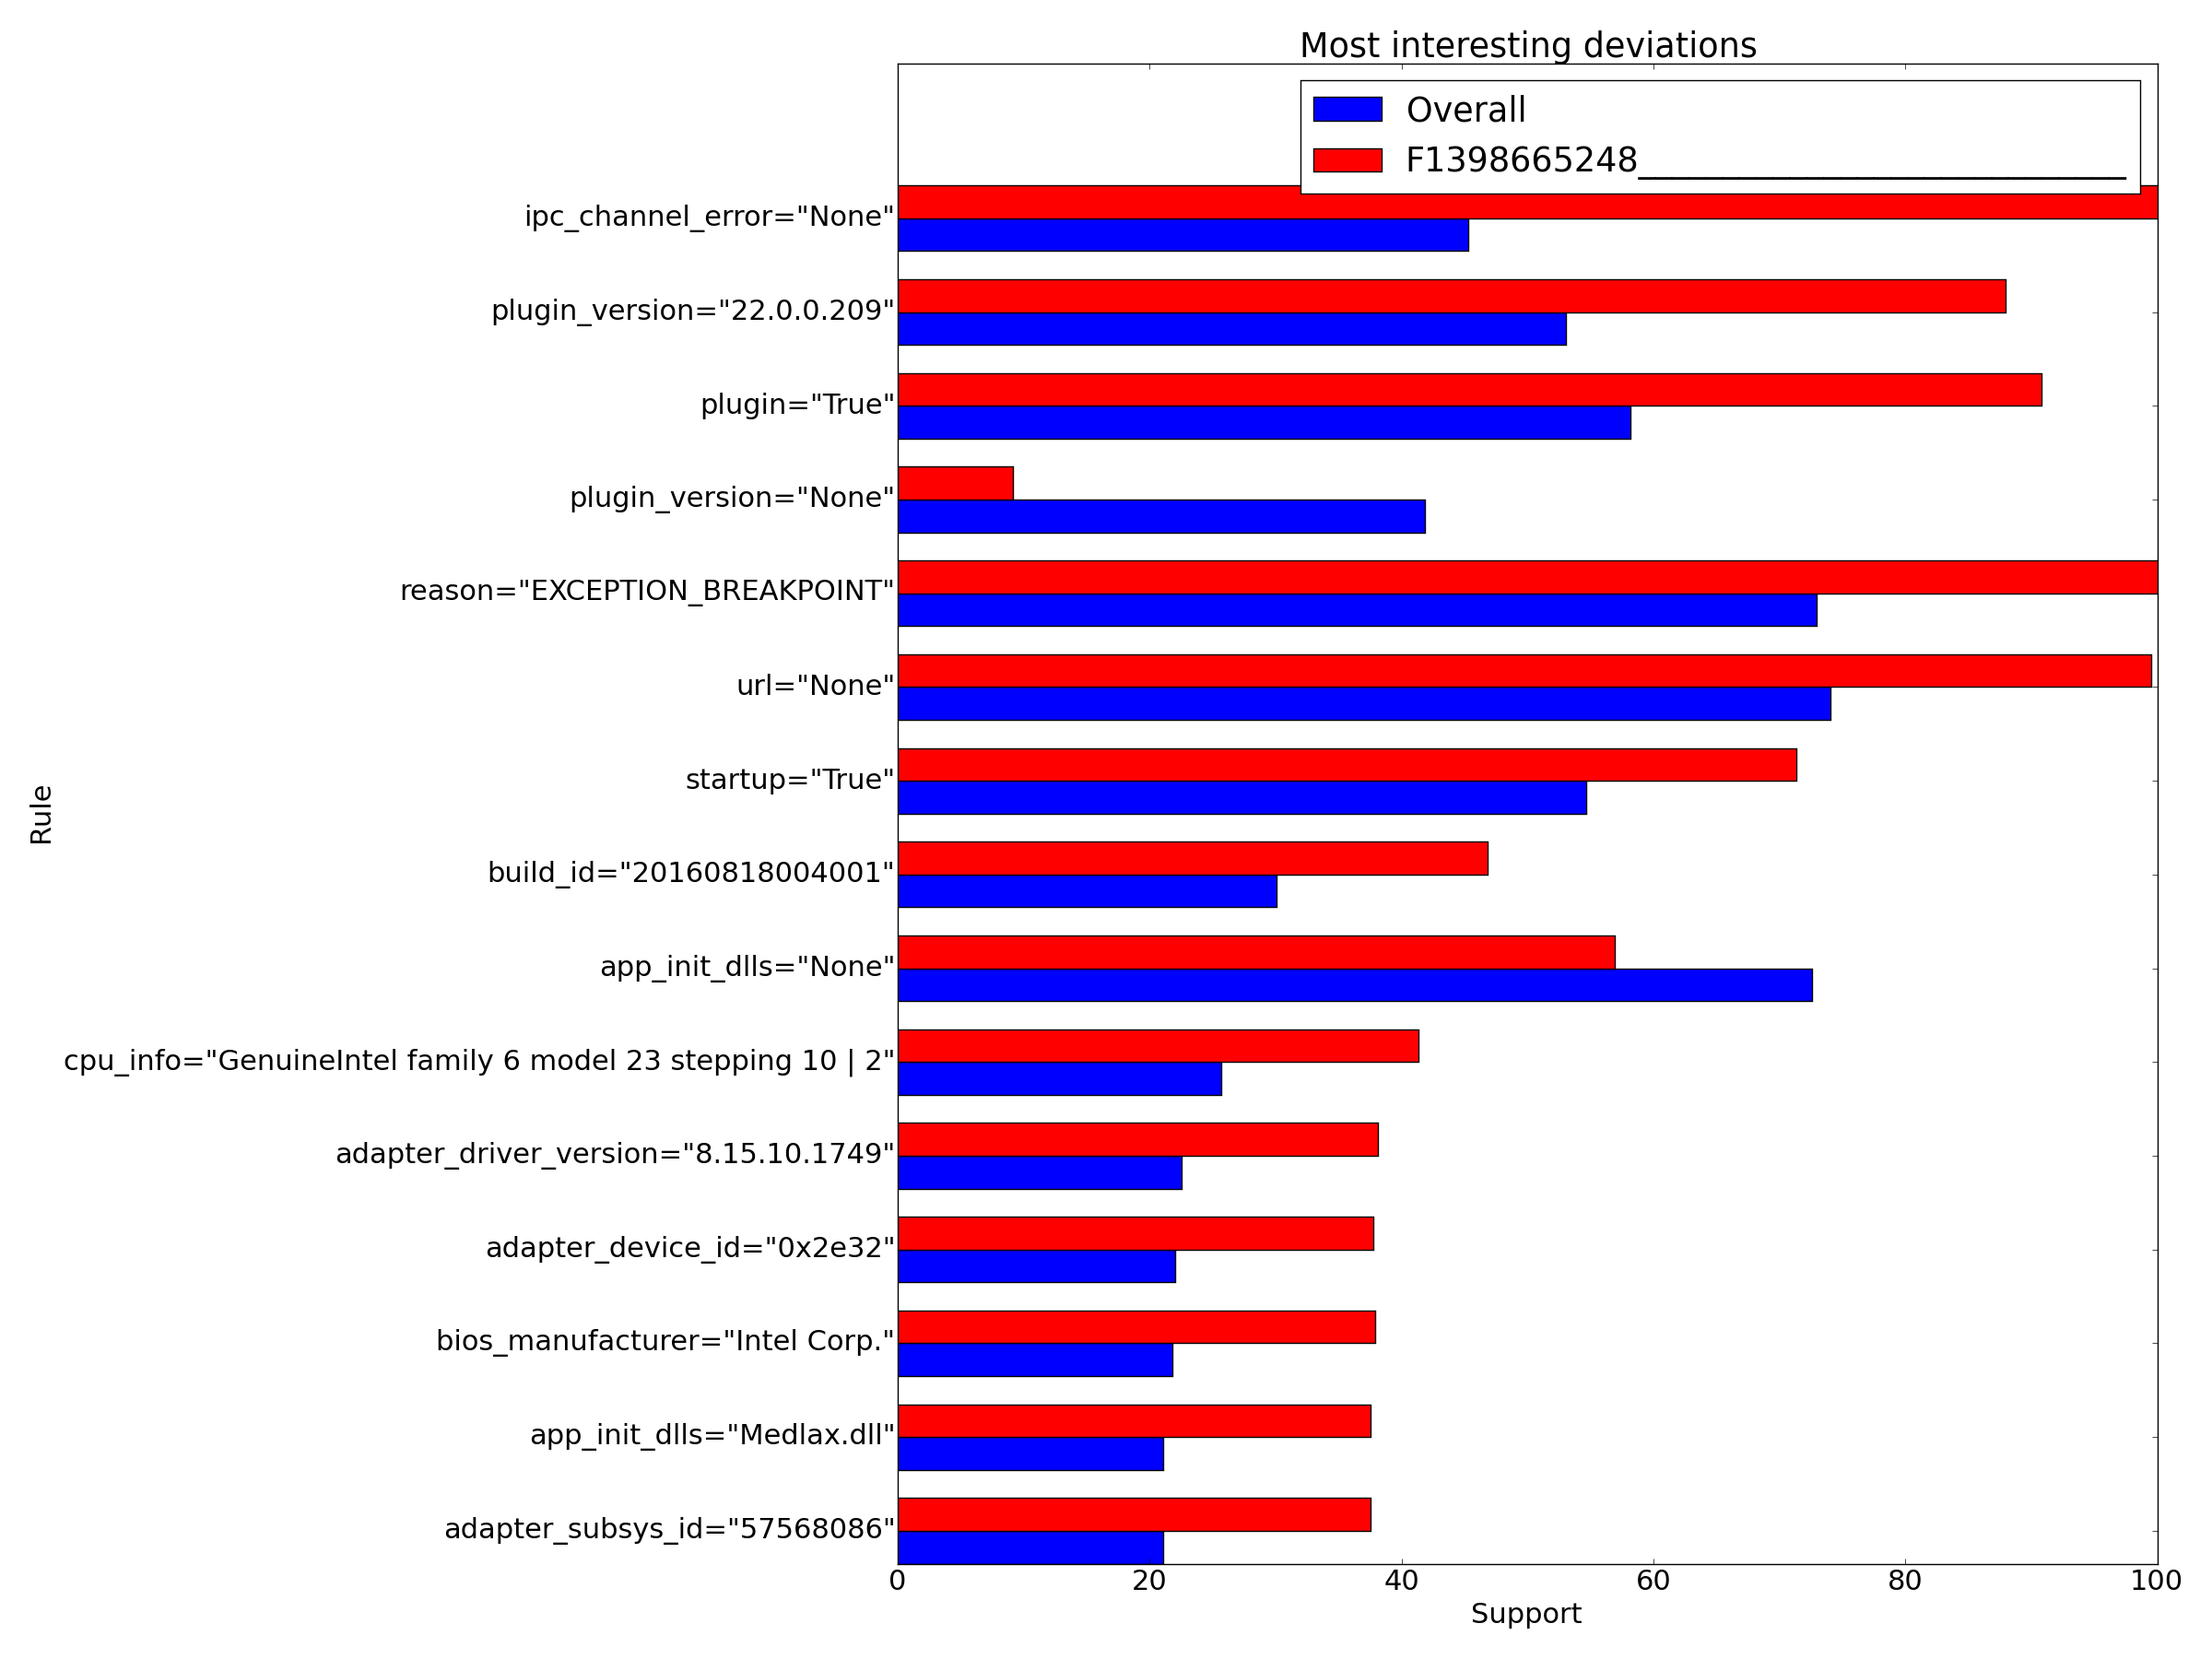 Most interesting deviations
Overall
F1398665248_____________________________
ipc_channel_error="None"
plugin_version="22.0.0.209"
plugin="True"
plugin_version="None"
reason="EXCEPTION_BREAKPOINT"
url="None"
startup="True"
build_id="20160818004001"
app_init_dlls="None"
cpu_info="GenuineIntel family 6 model 23 stepping 10 | 2"
adapter_driver_version="8.15.10.1749"
adapter_device_id="0x2e32"
bios_manufacturer="Intel Corp."
app_init_dlls="Medlax.dll"
adapter_subsys_id="57568086"
Rule
0 20 40 60 80 100
Support